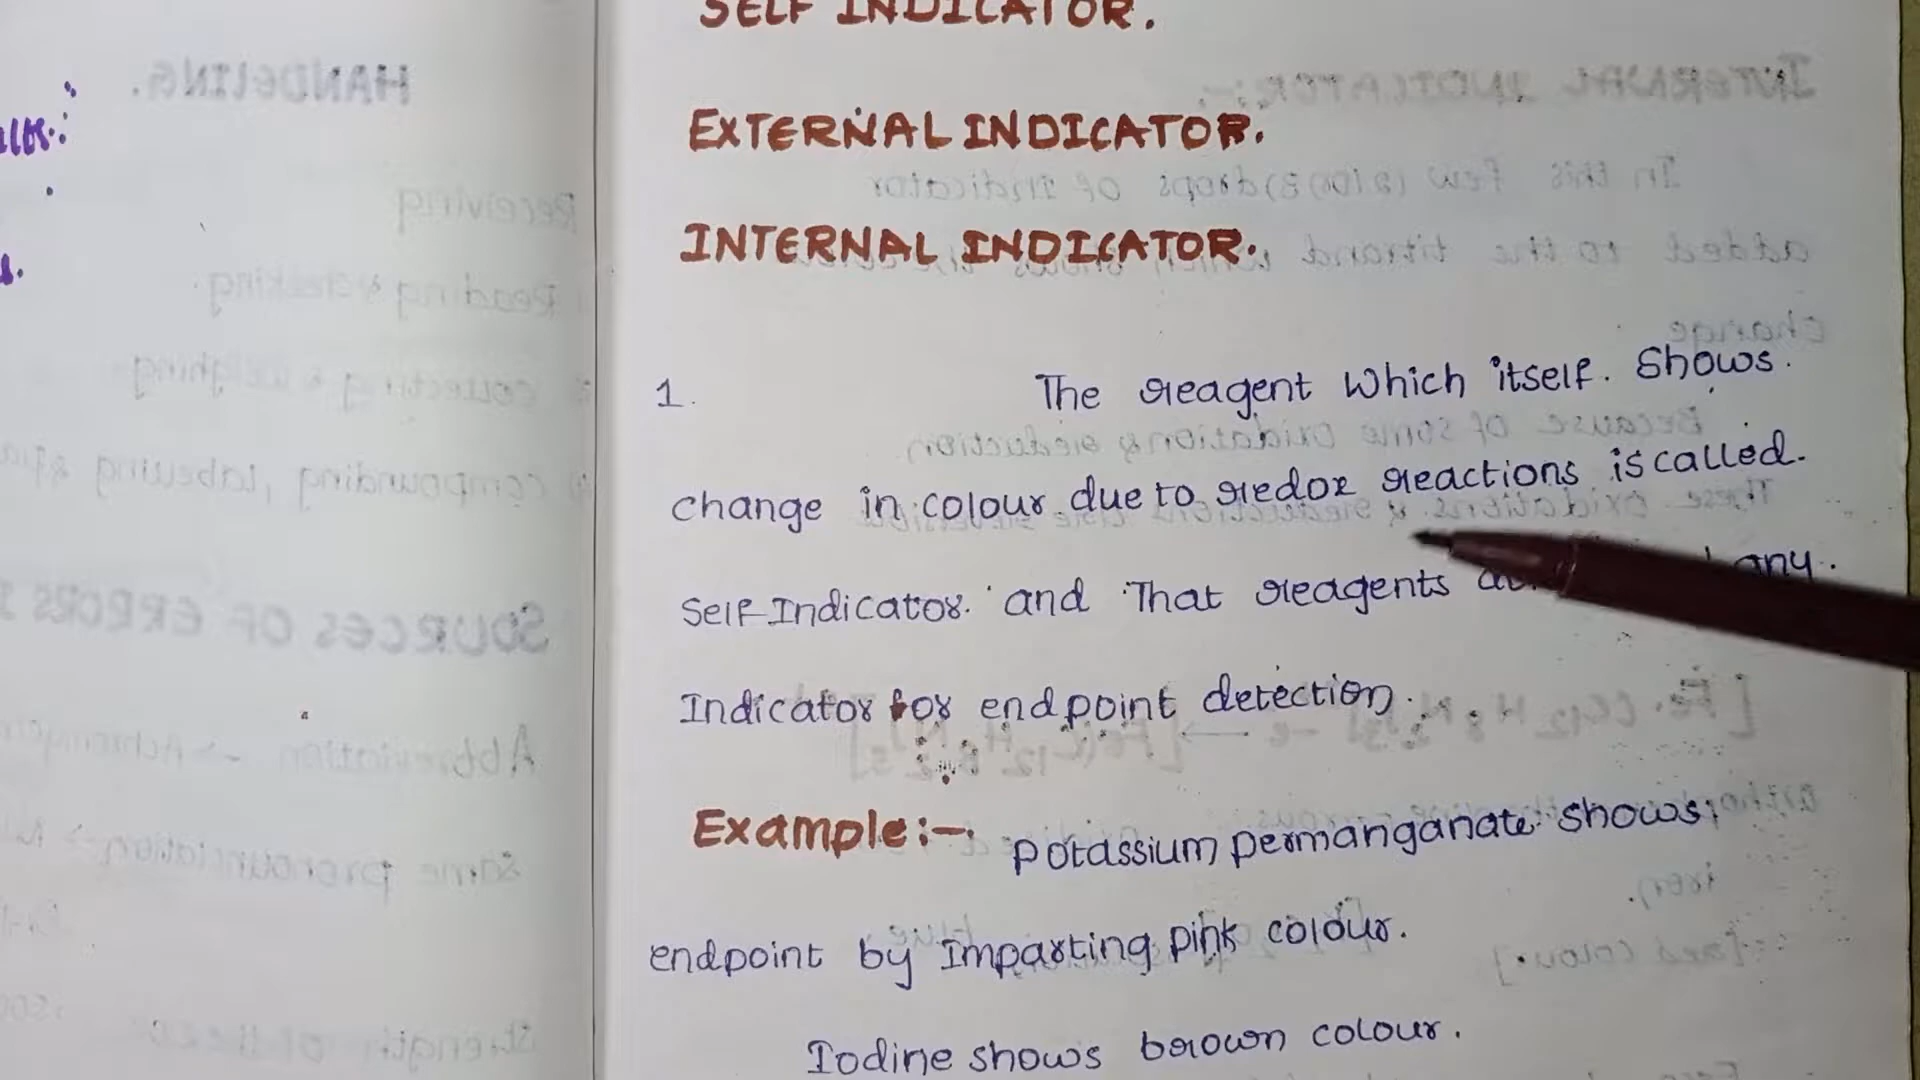 SELF INDICATOR.
EXTERNAL INDICATOR.
INTERNAL INDICATOR.
1. The reagent which itself. shows.
change in colour due to redox reactions is called.
Self Indicator. and That reagents any.
Indicator for endpoint detection.
Example:- potassium permanganate shows
endpoint by Imparting pink colour.
Iodine shows brown colour.